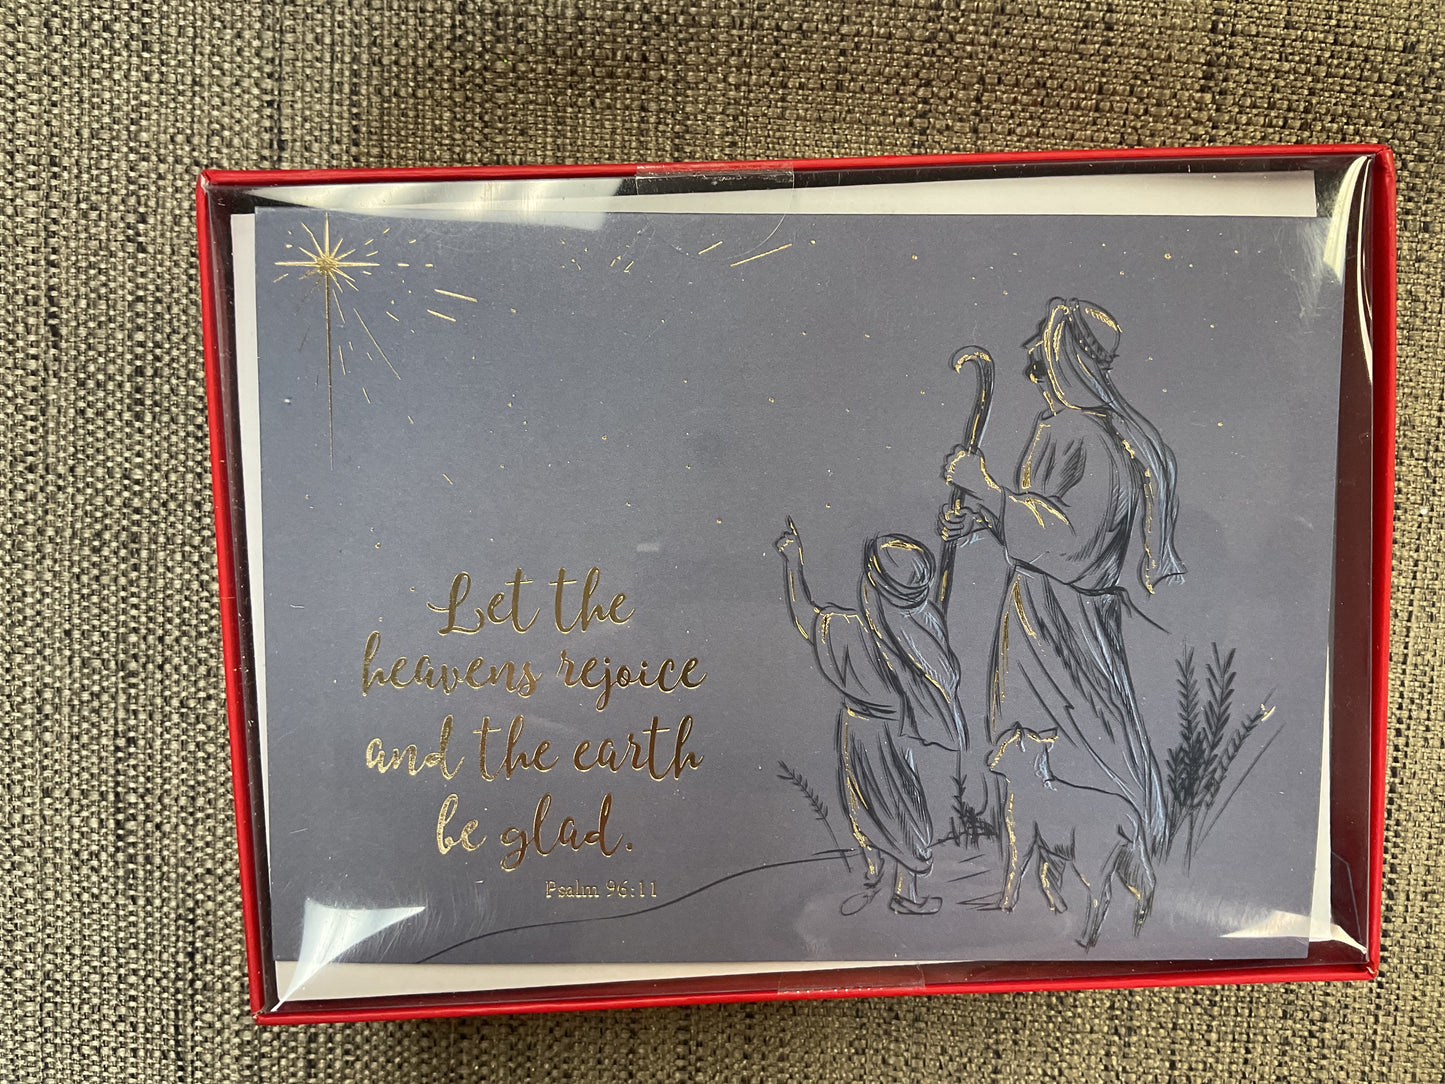 Let the
heavens rejoice
and the earth
be glad.
Psalm 96:11